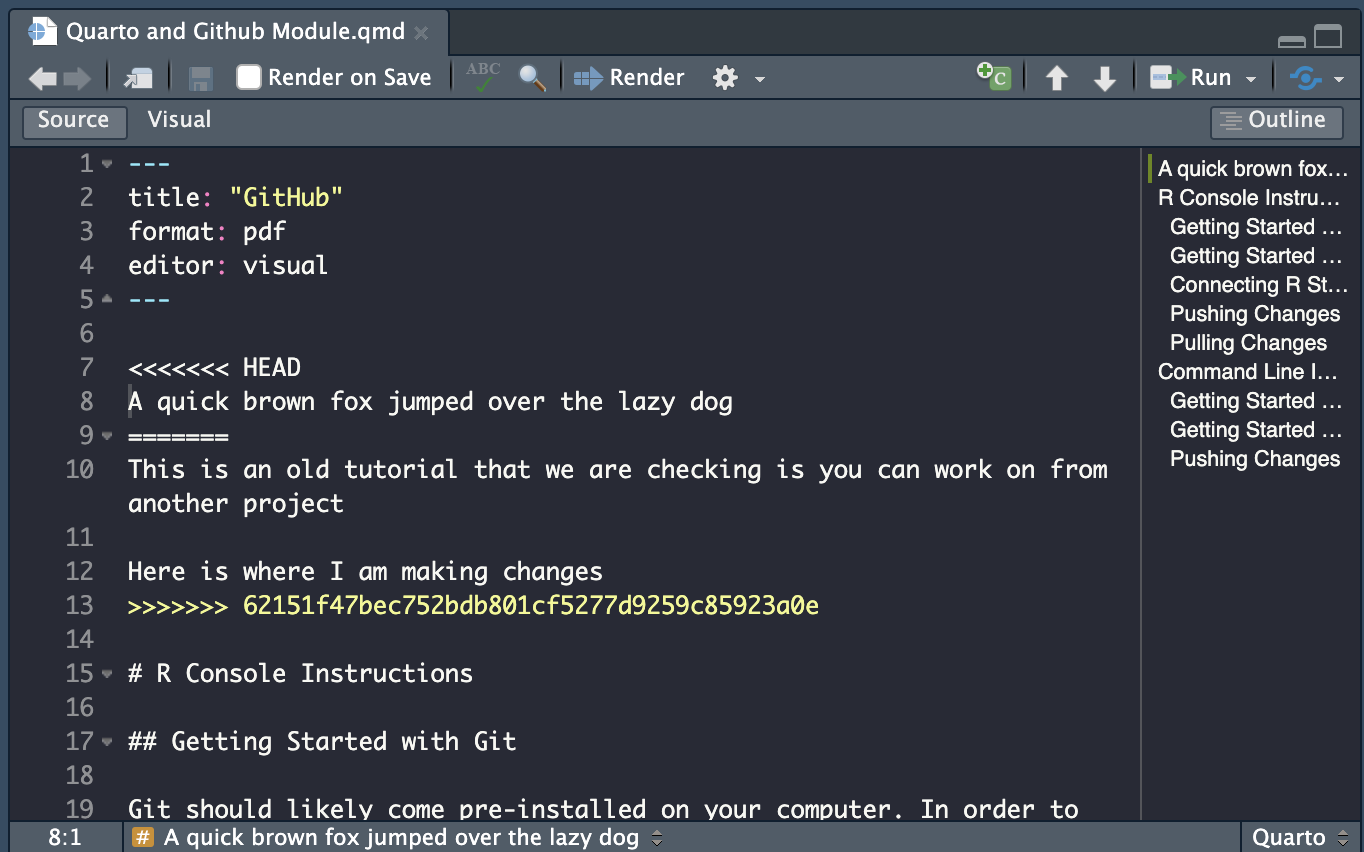 Quarto and Github Module.qmd
Render on Save
ABC
Render
C
Run
Source
Visual
Outline
1 ---
2 title: "GitHub"
3 format: pdf
4 editor: visual
5 ---
6
7 <<<<<<< HEAD
8 A quick brown fox jumped over the lazy dog
9 =======
10 This is an old tutorial that we are checking is you can work on from
another project
11
12 Here is where I am making changes
13 >>>>>>> 62151f47bec752bdb801cf5277d9259c85923a0e
14
15 # R Console Instructions
16
17 ## Getting Started with Git
18
19 Git should likely come pre-installed on your computer. In order to
A quick brown fox...
R Console Instru...
Getting Started ...
Getting Started ...
Connecting R St...
Pushing Changes
Pulling Changes
Command Line I...
Getting Started ...
Getting Started ...
Pushing Changes
8:1
# A quick brown fox jumped over the lazy dog
Quarto